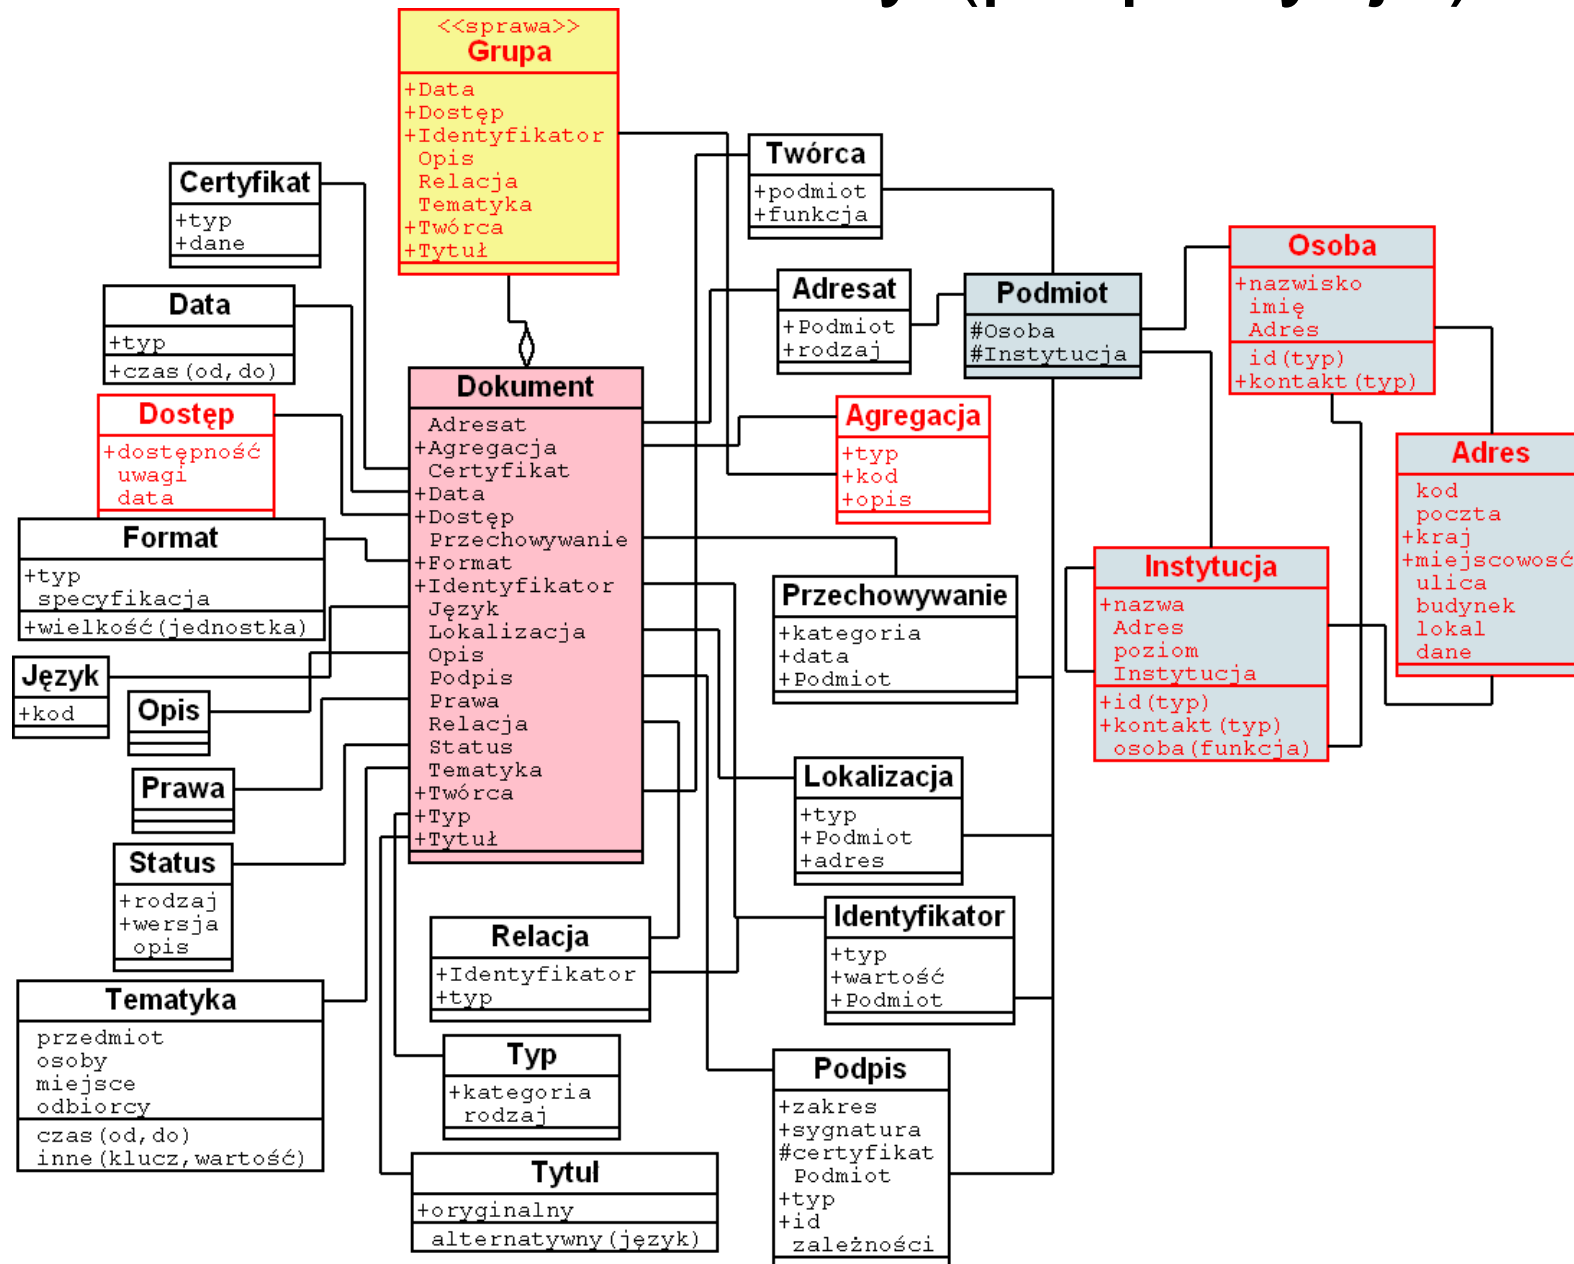 <<sprawa>>
Grupa
+Data
+Dostęp
+Identyfikator
Opis
Relacja
Tematyka
+Twórca
+Tytuł
Certyfikat
+typ
+dane
Data
+typ
+czas(od,do)
Dostęp
+dostępność
uwagi
data
Format
+typ
specyfikacja
+wielkość(jednostka)
Język
+kod
Opis
Prawa
Status
+rodzaj
+wersja
opis
Tematyka
przedmiot
osoby
miejsce
odbiorcy
czas(od,do)
inne(klucz,wartość)
Dokument
Adresat
+Agregacja
Certyfikat
+Data
+Dostęp
Przechowywanie
+Format
+Identyfikator
Język
Lokalizacja
Opis
Podpis
Prawa
Relacja
Status
Tematyka
+Twórca
+Typ
+Tytuł
Relacja
+Identyfikator
+typ
Typ
+kategoria
rodzaj
Tytuł
+oryginalny
alternatywny(język)
Twórca
+podmiot
+funkcja
Adresat
+Podmiot
+rodzaj
Agregacja
+typ
+kod
+opis
Przechowywanie
+kategoria
+data
+Podmiot
Lokalizacja
+typ
+Podmiot
+adres
Identyfikator
+typ
+wartość
+Podmiot
Podpis
+zakres
+sygnatura
#certyfikat
Podmiot
+typ
+id
zależności
Podmiot
#Osoba
#Instytucja
Osoba
+nazwisko
imię
Adres
id(typ)
+kontakt(typ)
Instytucja
+nazwa
Adres
poziom
Instytucja
+id(typ)
+kontakt(typ)
osoba(funkcja)
Adres
kod
poczta
+kraj
+miejscowość
ulica
budynek
lokal
dane